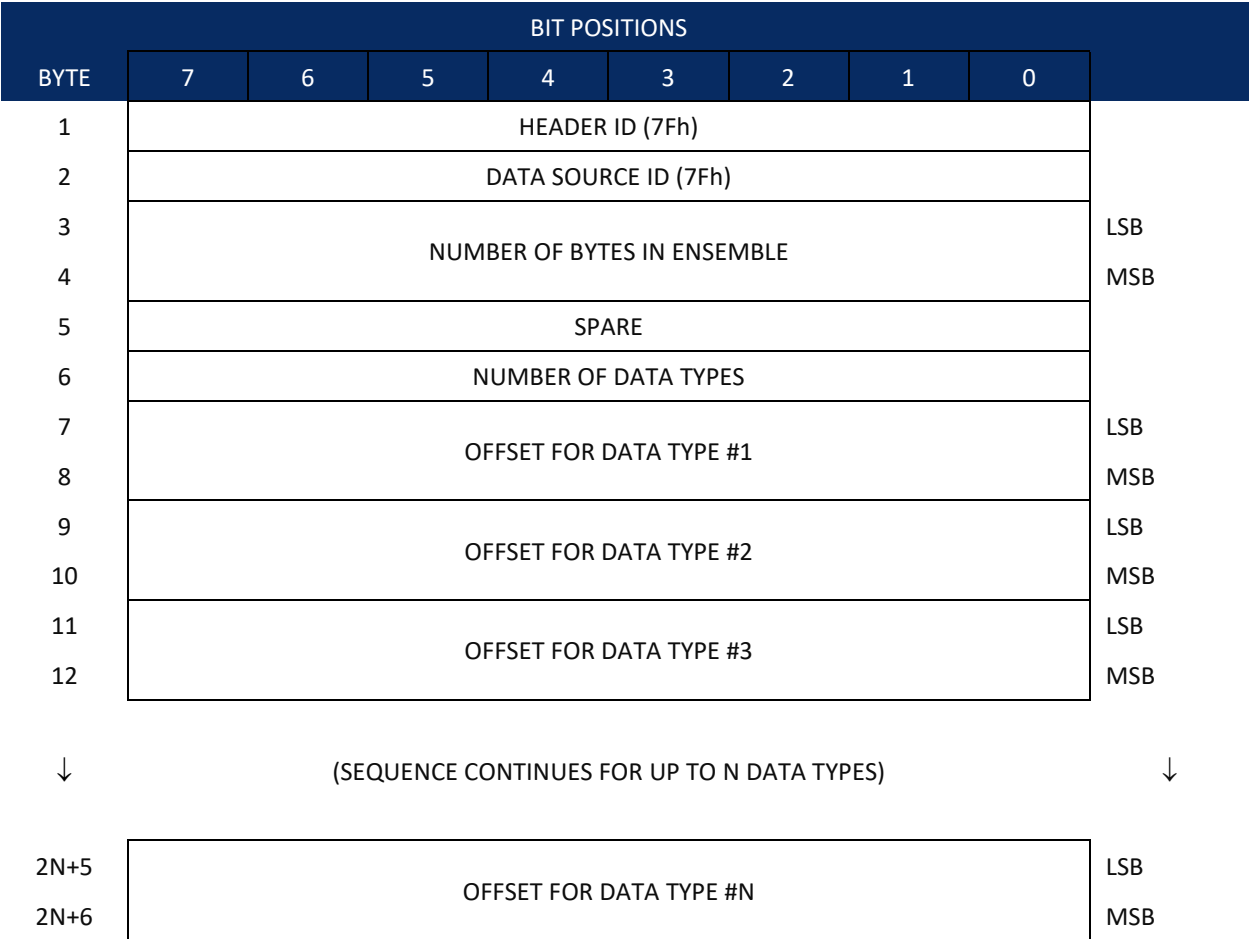 BIT POSITIONS
BYTE 7 6 5 4 3 2 1 0
1 HEADER ID (7Fh)
2 DATA SOURCE ID (7Fh)
3 LSB
NUMBER OF BYTES IN ENSEMBLE
4 MSB
5 SPARE
6 NUMBER OF DATA TYPES
7 LSB
OFFSET FOR DATA TYPE #1
8 MSB
9 LSB
OFFSET FOR DATA TYPE #2
10 MSB
11 LSB
OFFSET FOR DATA TYPE #3
12 MSB
↓ (SEQUENCE CONTINUES FOR UP TO N DATA TYPES) ↓
2N+5 LSB
OFFSET FOR DATA TYPE #N
2N+6 MSB